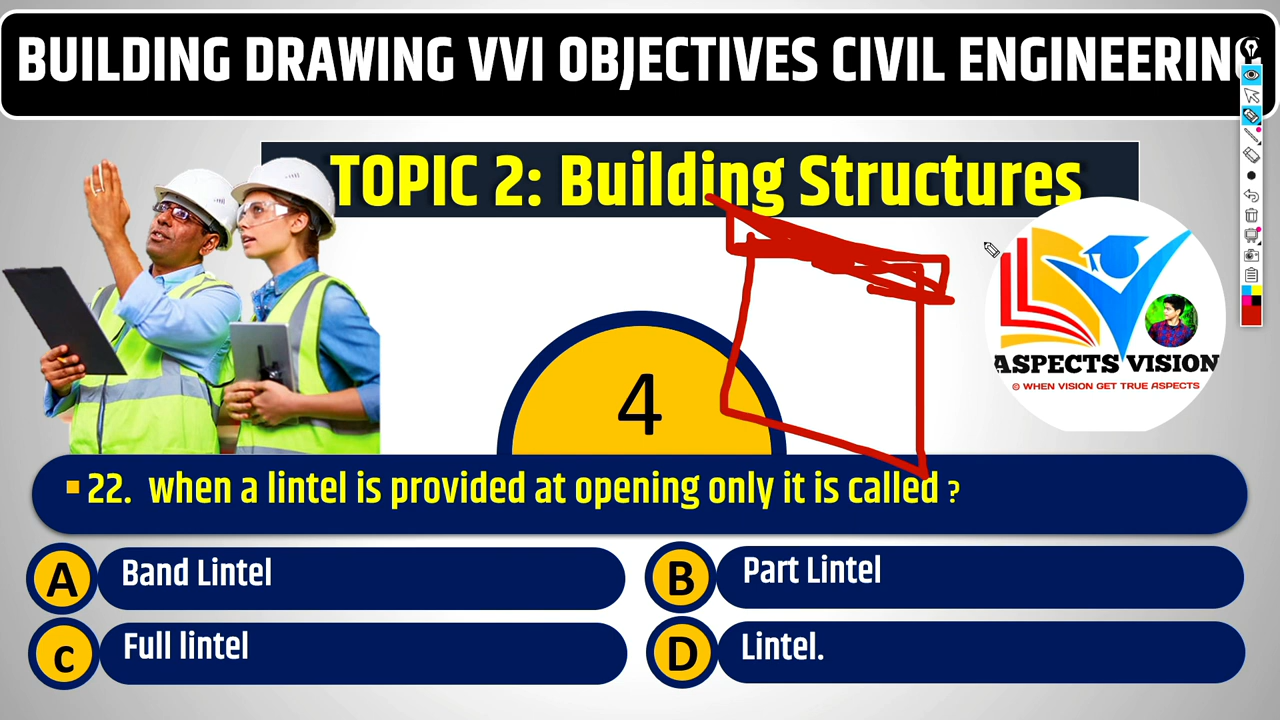 BUILDING DRAWING VVI OBJECTIVES CIVIL ENGINEERING
TOPIC 2: Building Structures
4
ASPECTS VISION
© WHEN VISION GET TRUE ASPECTS
22. when a lintel is provided at opening only it is called ?
A Band Lintel
B Part Lintel
c Full lintel
D Lintel.